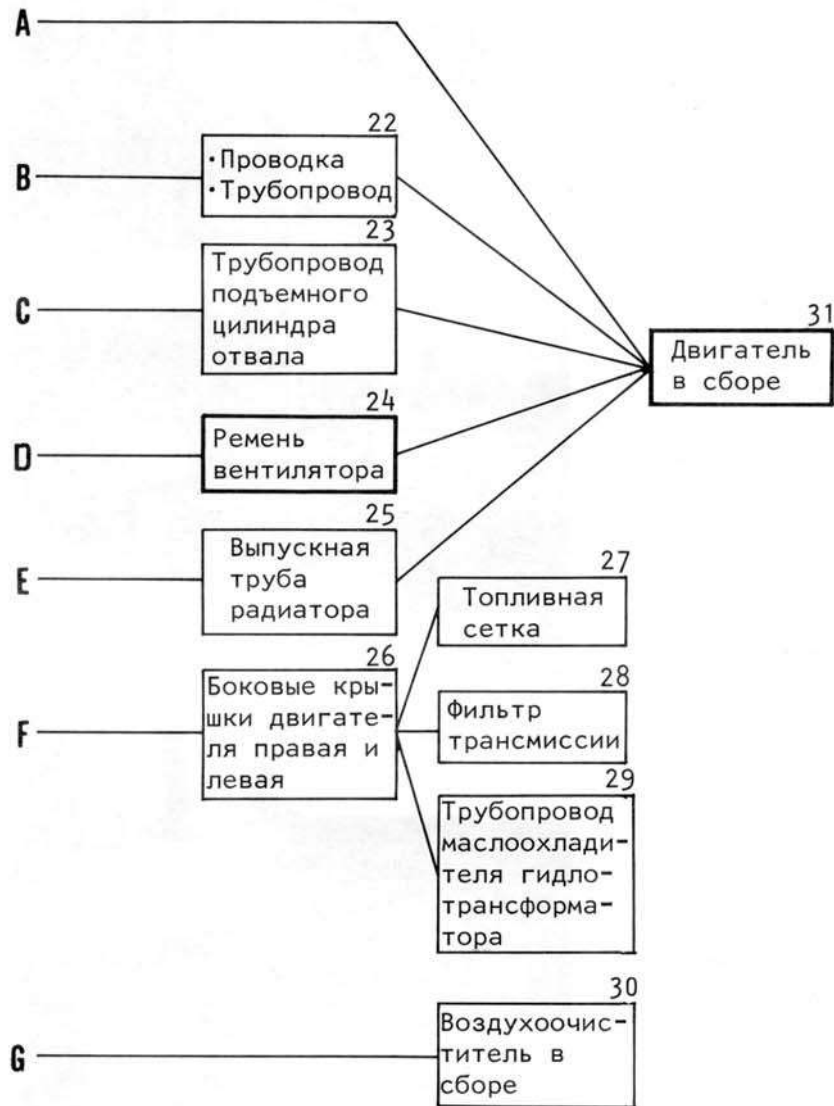 A
22
B
·Проводка
·Трубопровод
23
C
Трубопровод
подъемного
цилиндра
отвала
31
Двигатель
в сборе
24
D
Ремень
вентилятора
25
E
Выпускная
труба
радиатора
27
Топливная
сетка
26
F
Боковые кры-
шки двигате-
ля правая и
левая
28
Фильтр
трансмиссии
29
Трубопровод
маслоохлади-
теля гидло-
трансформа-
тора
30
G
Воздухоочис-
титель в
сборе